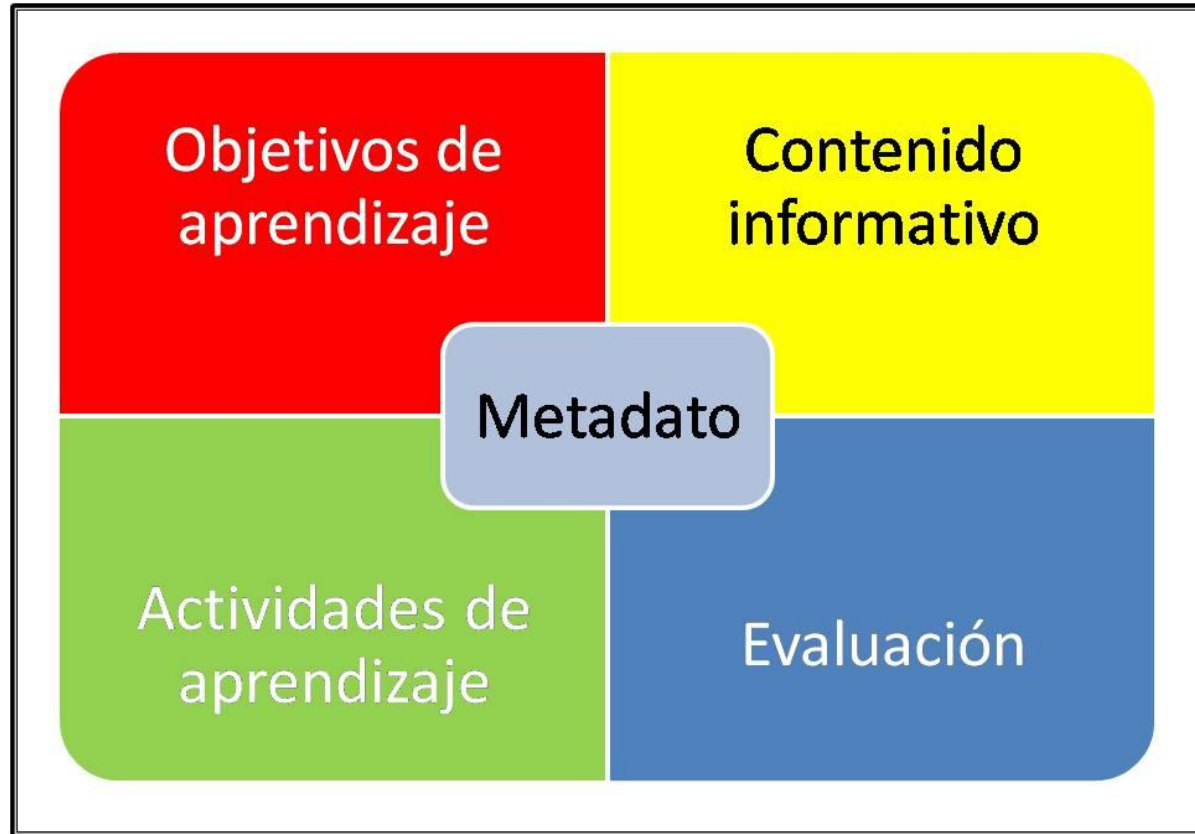 Objetivos de
aprendizaje
Contenido
informativo
Metadato
Actividades de
aprendizaje
Evaluación